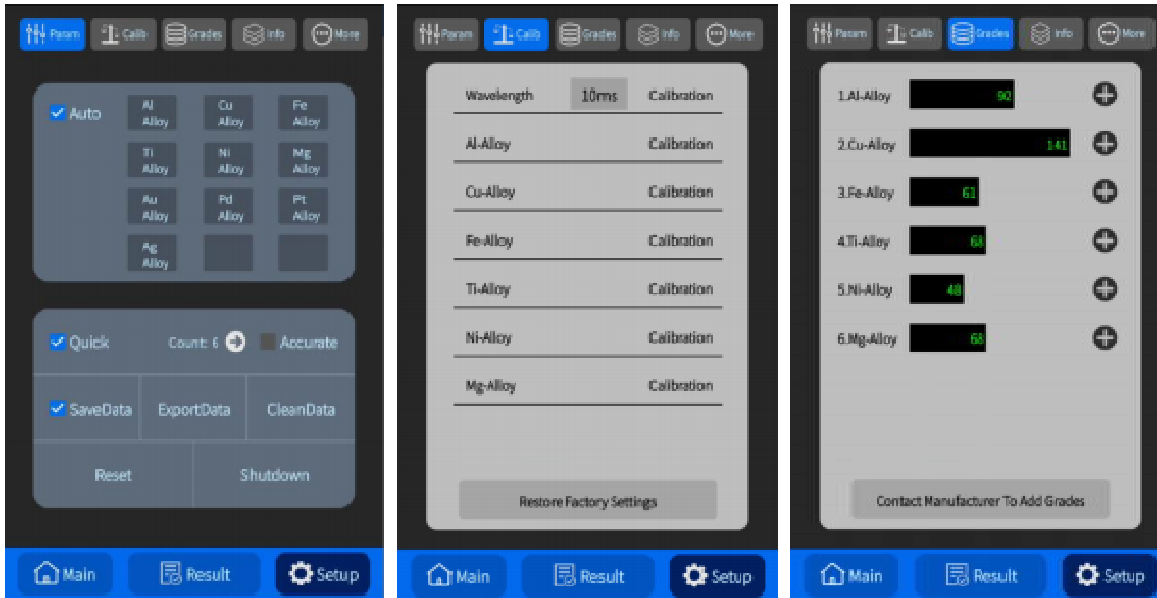 Param Calib Grades Info More
Auto
Al Alloy Cu Alloy Fe Alloy
Ti Alloy Ni Alloy Mg Alloy
Au Alloy Pd Alloy Pt Alloy
Ag Alloy
Quick Count: 6 Accurate
SaveData ExportData CleanData
Reset Shutdown
Main Result Setup
Param Calib Grades Info More
Wavelength 10ms Calibration
Al-Alloy Calibration
Cu-Alloy Calibration
Fe-Alloy Calibration
Ti-Alloy Calibration
Ni-Alloy Calibration
Mg-Alloy Calibration
Restore Factory Settings
Main Result Setup
Param Calib Grades Info More
1.Al-Alloy 92
2.Cu-Alloy 141
3.Fe-Alloy 61
4.Ti-Alloy 68
5.Ni-Alloy 48
6.Mg-Alloy 68
Contact Manufacturer To Add Grades
Main Result Setup